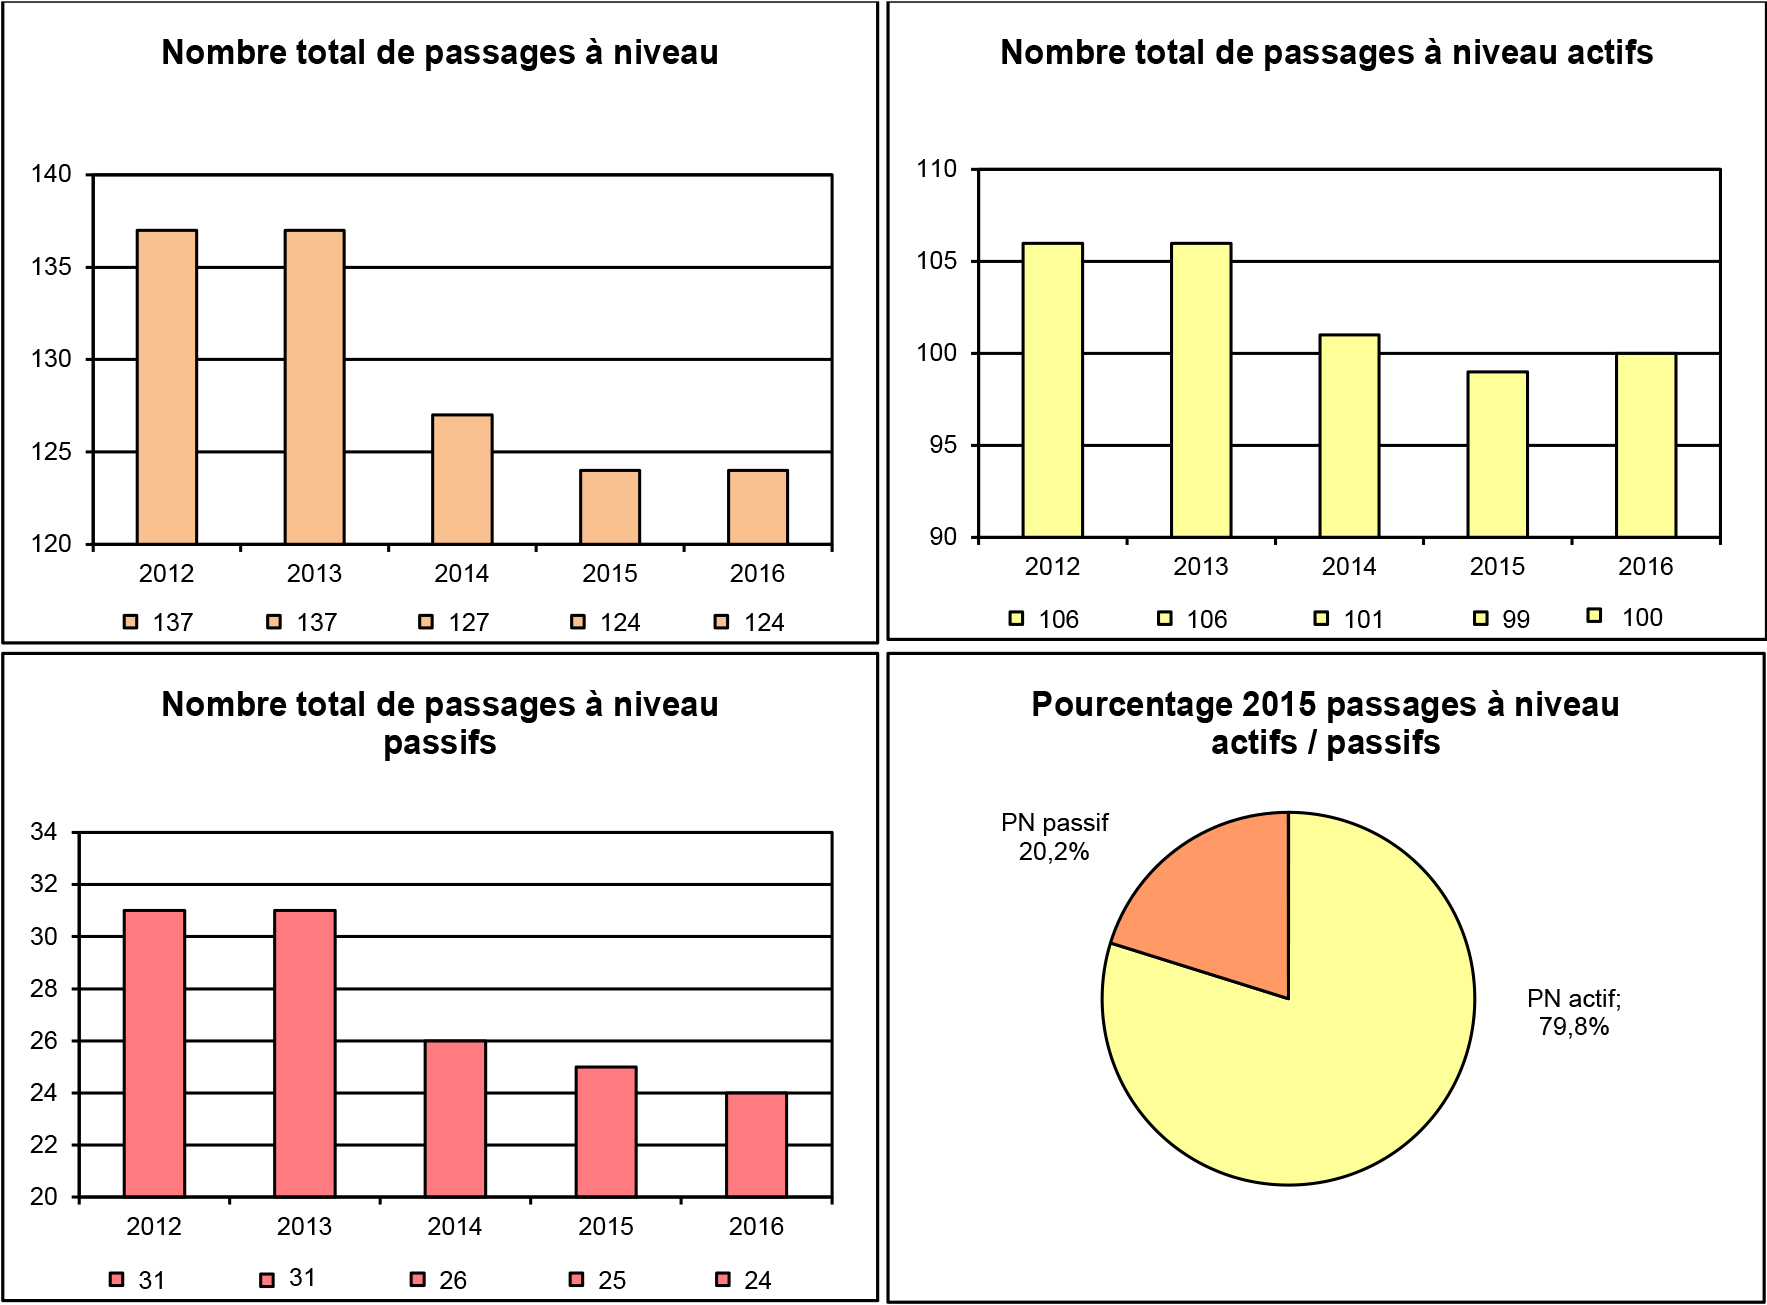 Nombre total de passages à niveau
140
135
130
125
120
2012 2013 2014 2015 2016
137 137 127 124 124
Nombre total de passages à niveau actifs
110
105
100
95
90
2012 2013 2014 2015 2016
106 106 101 99 100
Nombre total de passages à niveau
passifs
34
32
30
28
26
24
22
20
2012 2013 2014 2015 2016
31 31 26 25 24
Pourcentage 2015 passages à niveau
actifs / passifs
PN passif
20,2%
PN actif;
79,8%